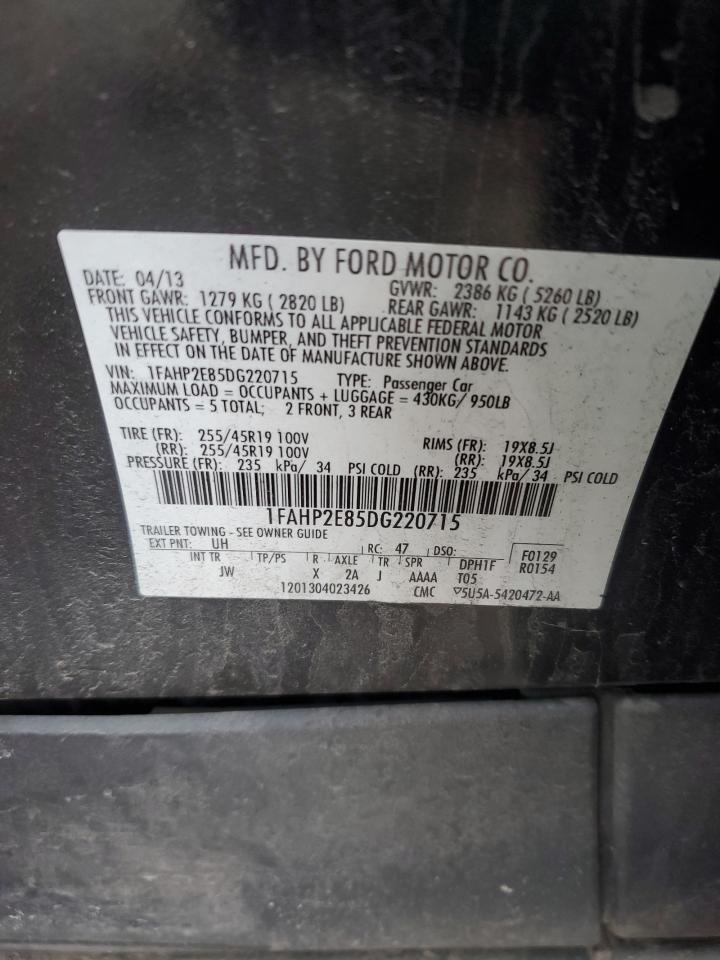 MFD. BY FORD MOTOR CO.
DATE: 04/13 GVWR: 2386 KG ( 5260 LB)
FRONT GAWR: 1279 KG ( 2820 LB) REAR GAWR: 1143 KG ( 2520 LB)
THIS VEHICLE CONFORMS TO ALL APPLICABLE FEDERAL MOTOR
VEHICLE SAFETY, BUMPER, AND THEFT PREVENTION STANDARDS
IN EFFECT ON THE DATE OF MANUFACTURE SHOWN ABOVE.
VIN: 1FAHP2E85DG220715 TYPE: Passenger Car
MAXIMUM LOAD = OCCUPANTS + LUGGAGE = 430KG/ 950LB
OCCUPANTS = 5 TOTAL; 2 FRONT, 3 REAR
TIRE (FR): 255/45R19 100V RIMS (FR): 19X8.5J
(RR): 255/45R19 100V (RR): 19X8.5J
PRESSURE (FR): 235 kPa/ 34 PSI COLD (RR): 235 kPa/ 34 PSI COLD
1FAHP2E85DG220715
TRAILER TOWING - SEE OWNER GUIDE
EXT PNT: UH RC: 47 DSO: F0129
INT TR TP/PS R AXLE TR SPR DPH1F R0154
JW X 2A J AAAA T05
1201304023426 CMC ▽5U5A-5420472-AA